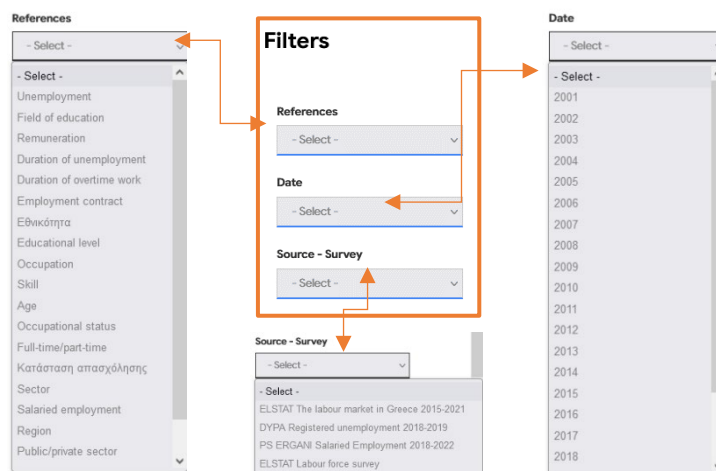 References
- Select -
- Select -
Unemployment
Field of education
Remuneration
Duration of unemployment
Duration of overtime work
Employment contract
Εθνικότητα
Educational level
Occupation
Skill
Age
Occupational status
Full-time/part-time
Κατάσταση απασχόλησης
Sector
Salaried employment
Region
Public/private sector
Filters
References
- Select -
Date
- Select -
Source - Survey
- Select -
Source - Survey
- Select -
- Select -
ELSTAT The labour market in Greece 2015-2021
DYPA Registered unemployment 2018-2019
PS ERGANI Salaried Employment 2018-2022
ELSTAT Labour force survey
Date
- Select -
- Select -
2001
2002
2003
2004
2005
2006
2007
2008
2009
2010
2011
2012
2013
2014
2015
2016
2017
2018